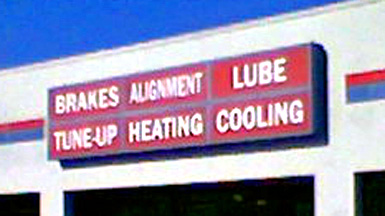 BRAKES ALIGNMENT LUBE
TUNE-UP HEATING COOLING